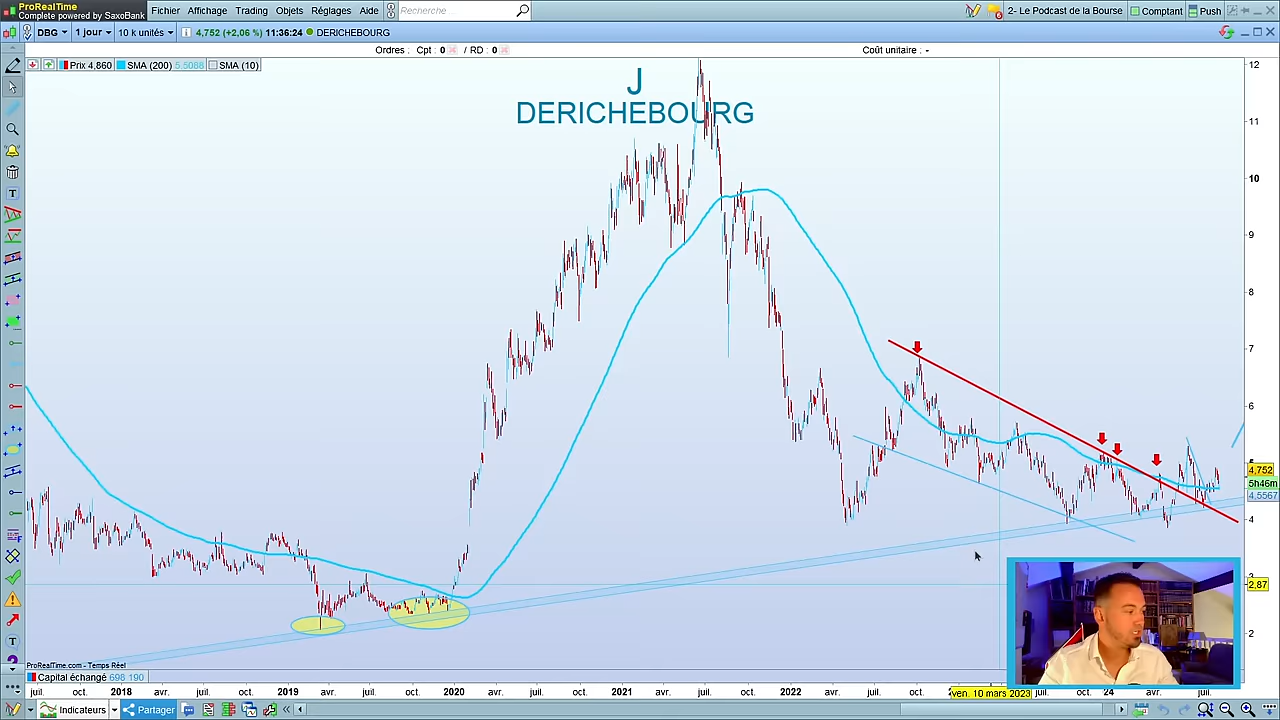 ProRealTime
Complete powered by SaxoBank
Fichier Affichage Trading Objets Réglages Aide
Recherche
2- Le Podcast de la Bourse Comptant Push
DBG 1 jour 10 k unités 4,752 (+2,06 %) 11:36:24 DERICHEBOURG
Ordres : Cpt : 0 / RD : 0 Coût unitaire : -
Prix 4,860 SMA (200) 5,5088 SMA (10)
J
DERICHEBOURG
12
11
10
9
8
7
6
5
4,752
5h46m
4,5567
4
3
2,87
2
ProRealTime.com - Temps Réel
Capital échangé 698 190
juil. oct. 2018 avr. juil. oct. 2019 avr. juil. oct. 2020 avr. juil. oct. 2021 avr. juil. oct. 2022 avr. juil. oct. ven. 10 mars 2023 juil. oct. '24 avr. juil.
Indicateurs Partager